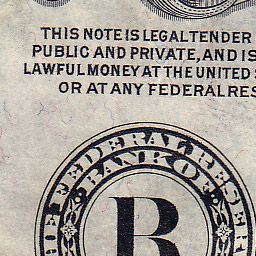 THIS NOTE IS LEGAL TENDER
PUBLIC AND PRIVATE, AND IS
LAWFUL MONEY AT THE UNITED S
OR AT ANY FEDERAL RES
THE FEDERAL RESERVE
BANK OF
B